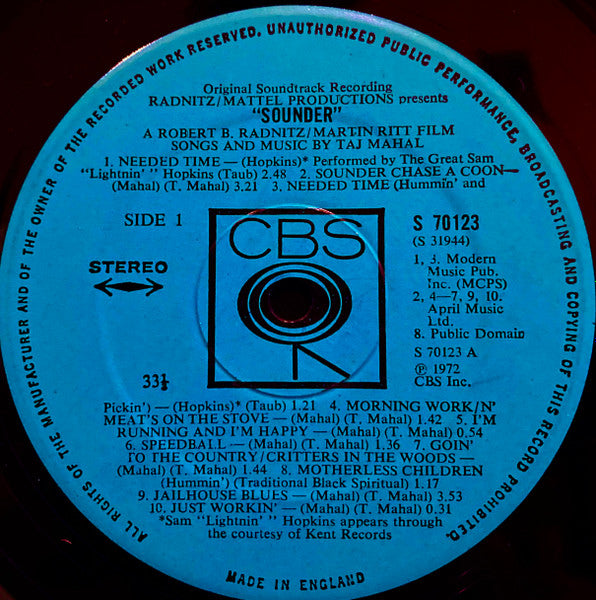 ALL RIGHTS OF THE MANUFACTURER AND OF THE OWNER OF THE RECORDED WORK RESERVED. UNAUTHORIZED PUBLIC PERFORMANCE, BROADCASTING AND COPYING OF THIS RECORD PROHIBITED.
Original Soundtrack Recording
RADNITZ/MATTEL PRODUCTIONS presents
"SOUNDER"
A ROBERT B. RADNITZ/MARTIN RITT FILM
SONGS AND MUSIC BY TAJ MAHAL
1. NEEDED TIME — (Hopkins)* Performed by The Great Sam
"Lightnin' " Hopkins (Taub) 2.48 2. SOUNDER CHASE A COON—
(Mahal) (T. Mahal) 3.21 3. NEEDED TIME (Hummin' and
SIDE 1
STEREO
33⅓
CBS
S 70123
(S 31944)
1, 3. Modern
Music Pub.
Inc. (MCPS)
2, 4—7, 9, 10.
April Music
Ltd.
8. Public Domain
S 70123 A
℗ 1972
CBS Inc.
Pickin') — (Hopkins)* (Taub) 1.21 4. MORNING WORK/N'
MEAT'S ON THE STOVE — (Mahal) (T. Mahal) 1.42 5. I'M
RUNNING AND I'M HAPPY — (Mahal) (T. Mahal) 0.54
6. SPEEDBALL — (Mahal) (T. Mahal) 1.36 7. GOIN'
TO THE COUNTRY/CRITTERS IN THE WOODS —
(Mahal) (T. Mahal) 1.44 8. MOTHERLESS CHILDREN
(Hummin') (Traditional Black Spiritual) 1.17
9. JAILHOUSE BLUES — (Mahal) (T. Mahal) 3.53
10. JUST WORKIN' — (Mahal) (T. Mahal) 0.31
*Sam "Lightnin' " Hopkins appears through
the courtesy of Kent Records
MADE IN ENGLAND